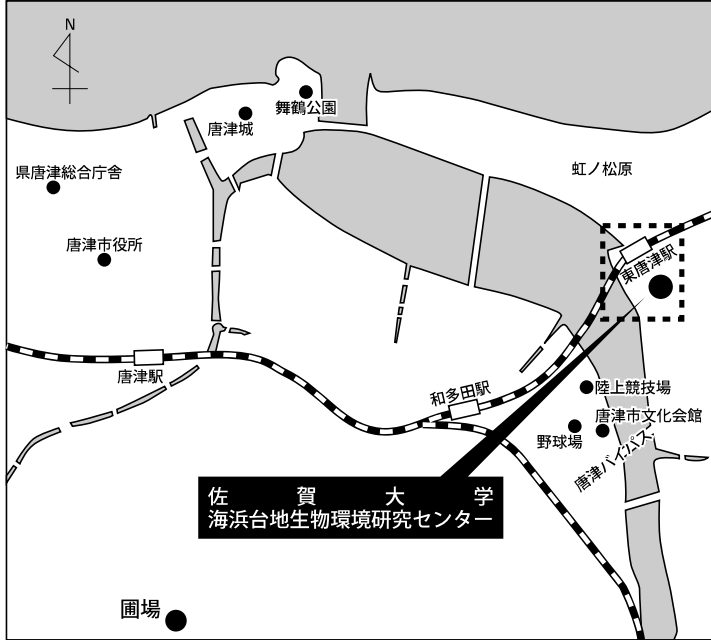 N
舞鶴公園
唐津城
県唐津総合庁舎
虹ノ松原
唐津市役所
東唐津駅
唐津駅
和多田駅
陸上競技場
唐津市文化会館
野球場
唐津バイパス
佐賀大学
海浜台地生物環境研究センター
圃場